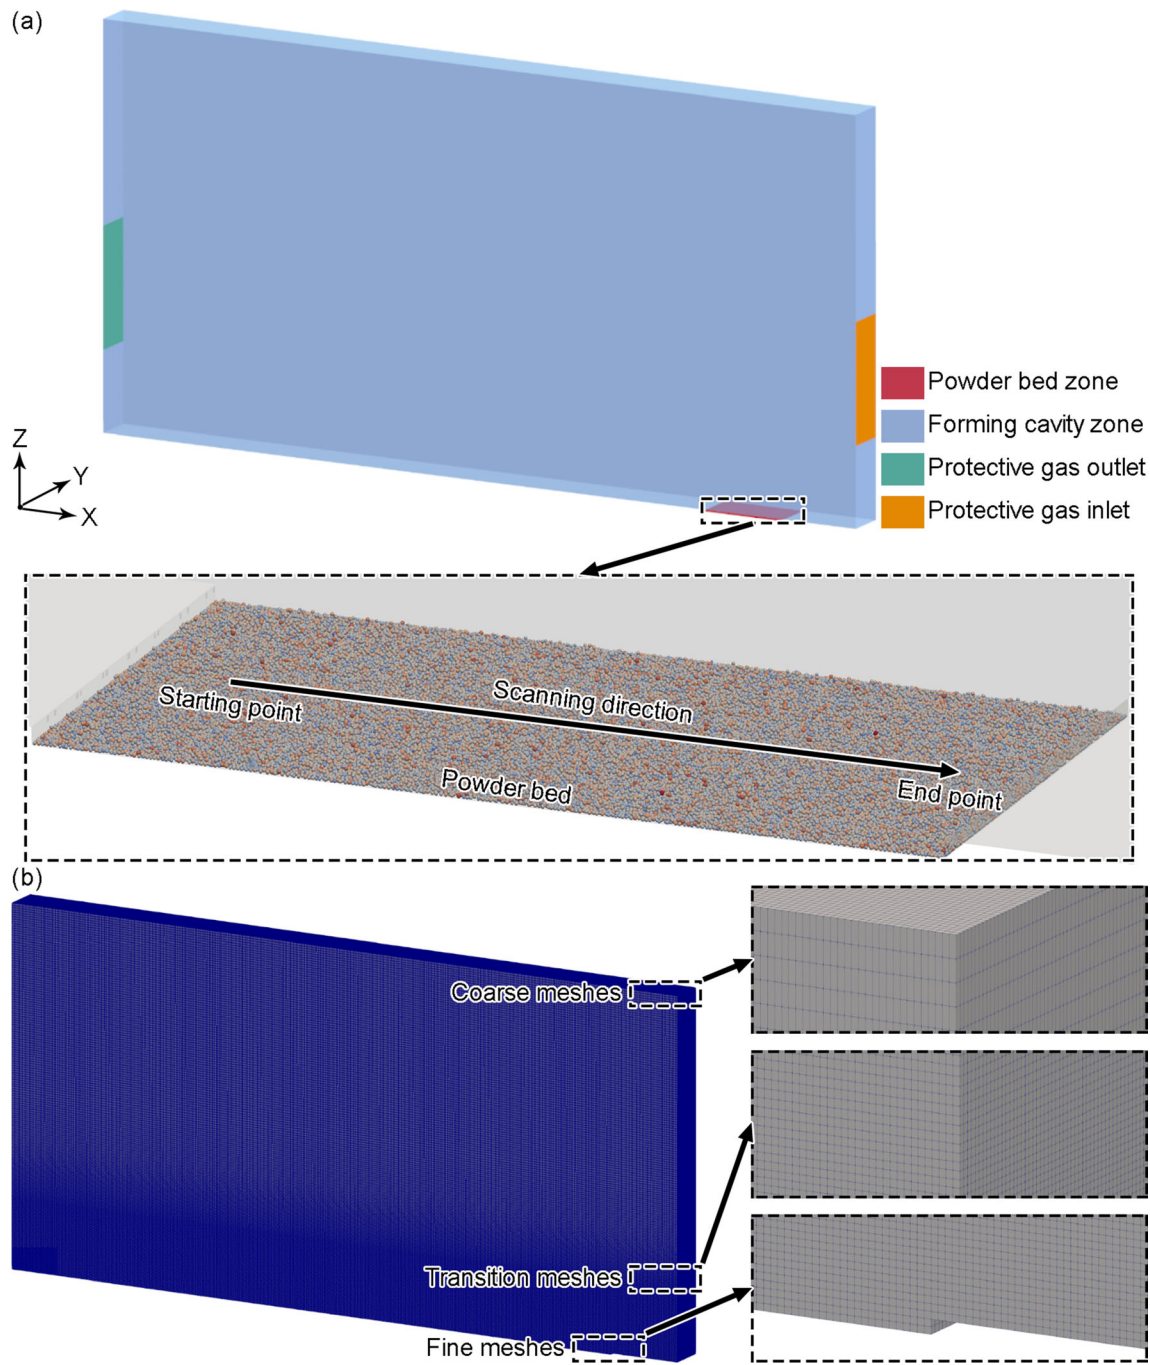 (a)
Powder bed zone
Forming cavity zone
Protective gas outlet
Protective gas inlet
Z
Y
X
Scanning direction
Starting point
End point
Powder bed
(b)
Coarse meshes
Transition meshes
Fine meshes